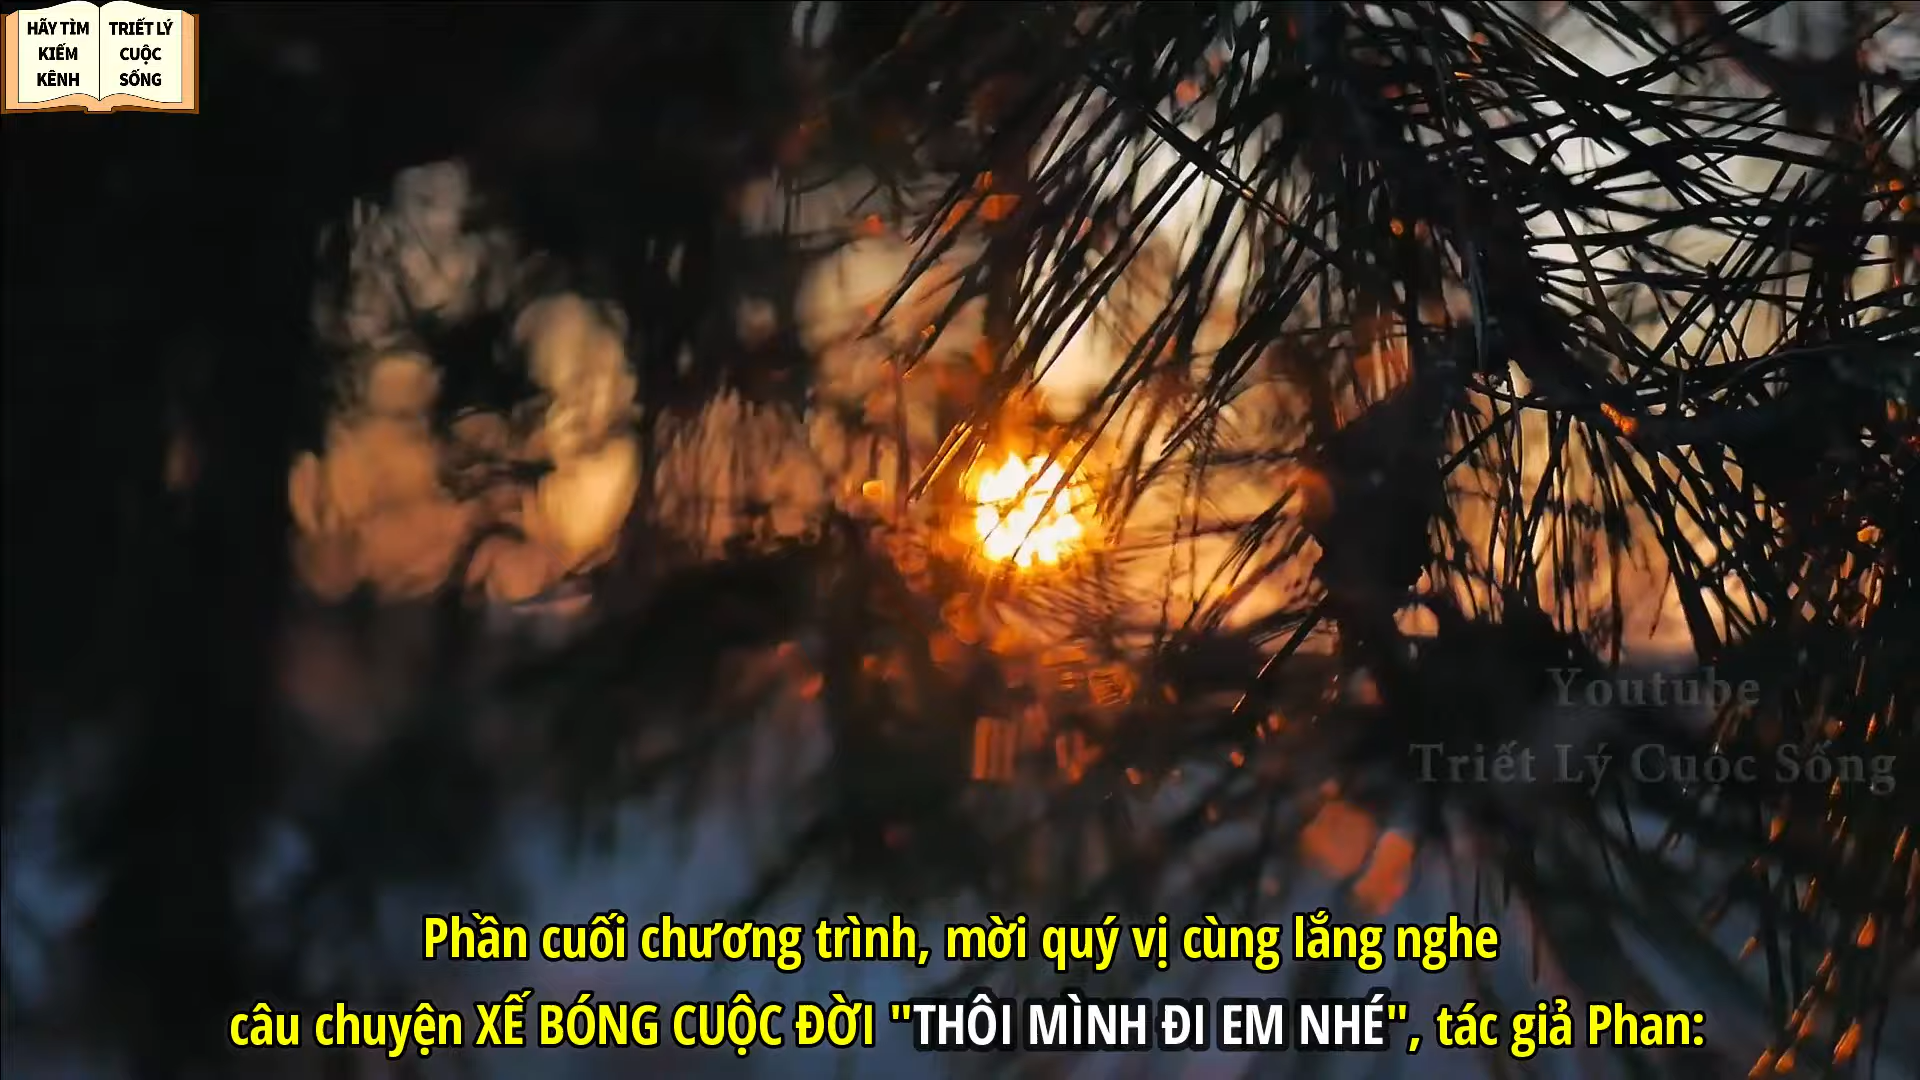 HÃY TÌM
KIẾM
KÊNH
TRIẾT LÝ
CUỘC
SỐNG
Youtube
Triết Lý Cuộc Sống
Phần cuối chương trình, mời quý vị cùng lắng nghe
câu chuyện XẾ BÓNG CUỘC ĐỜI "THÔI MÌNH ĐI EM NHÉ", tác giả Phan: